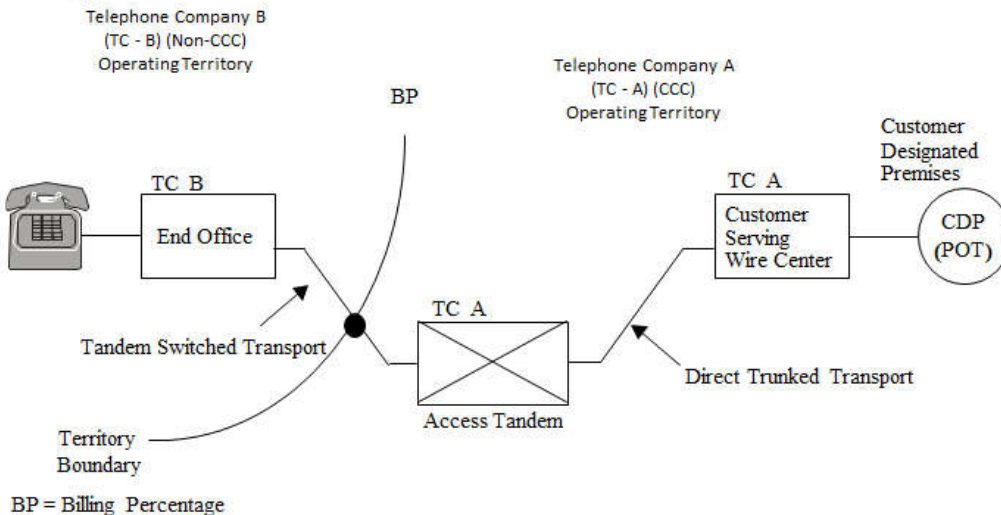 Telephone Company B
(TC - B) (Non-CCC)
Operating Territory
Telephone Company A
(TC - A) (CCC)
Operating Territory
BP
Customer
Designated
Premises
TC B
End Office
TC A
Customer
Serving
Wire Center
CDP
(POT)
TC A
Tandem Switched Transport
Direct Trunked Transport
Access Tandem
Territory
Boundary
BP = Billing Percentage